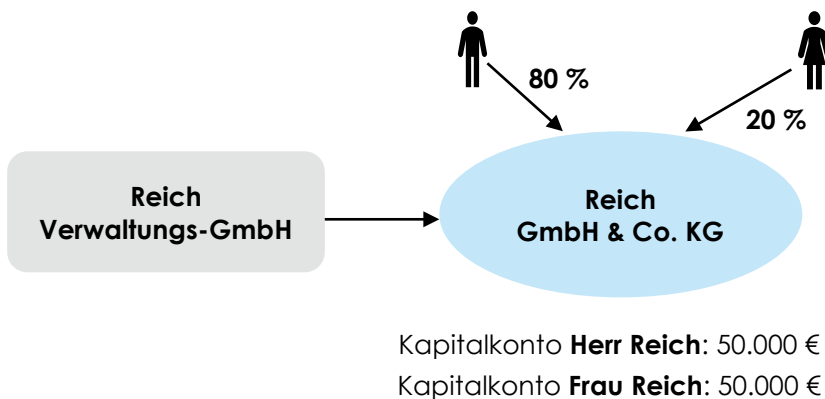 80 %
20 %
Reich
Verwaltungs-GmbH
Reich
GmbH & Co. KG
Kapitalkonto Herr Reich: 50.000 €
Kapitalkonto Frau Reich: 50.000 €